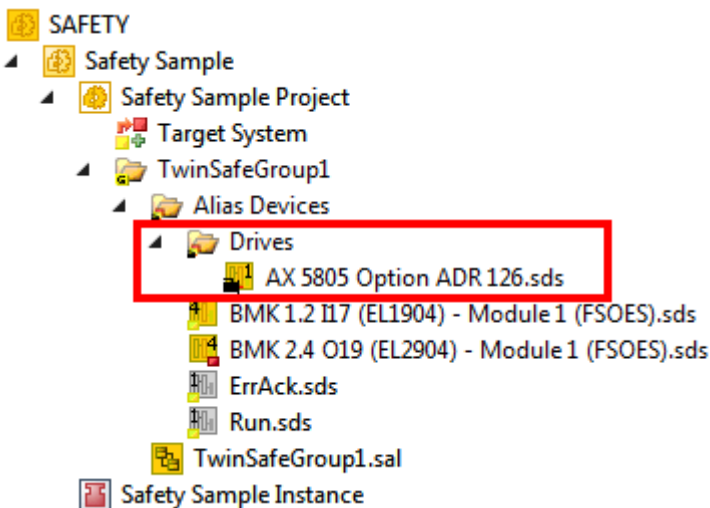 SAFETY
Safety Sample
Safety Sample Project
Target System
TwinSafeGroup1
Alias Devices
Drives
AX 5805 Option ADR 126.sds
BMK 1.2 I17 (EL1904) - Module 1 (FSOES).sds
BMK 2.4 O19 (EL2904) - Module 1 (FSOES).sds
ErrAck.sds
Run.sds
TwinSafeGroup1.sal
Safety Sample Instance